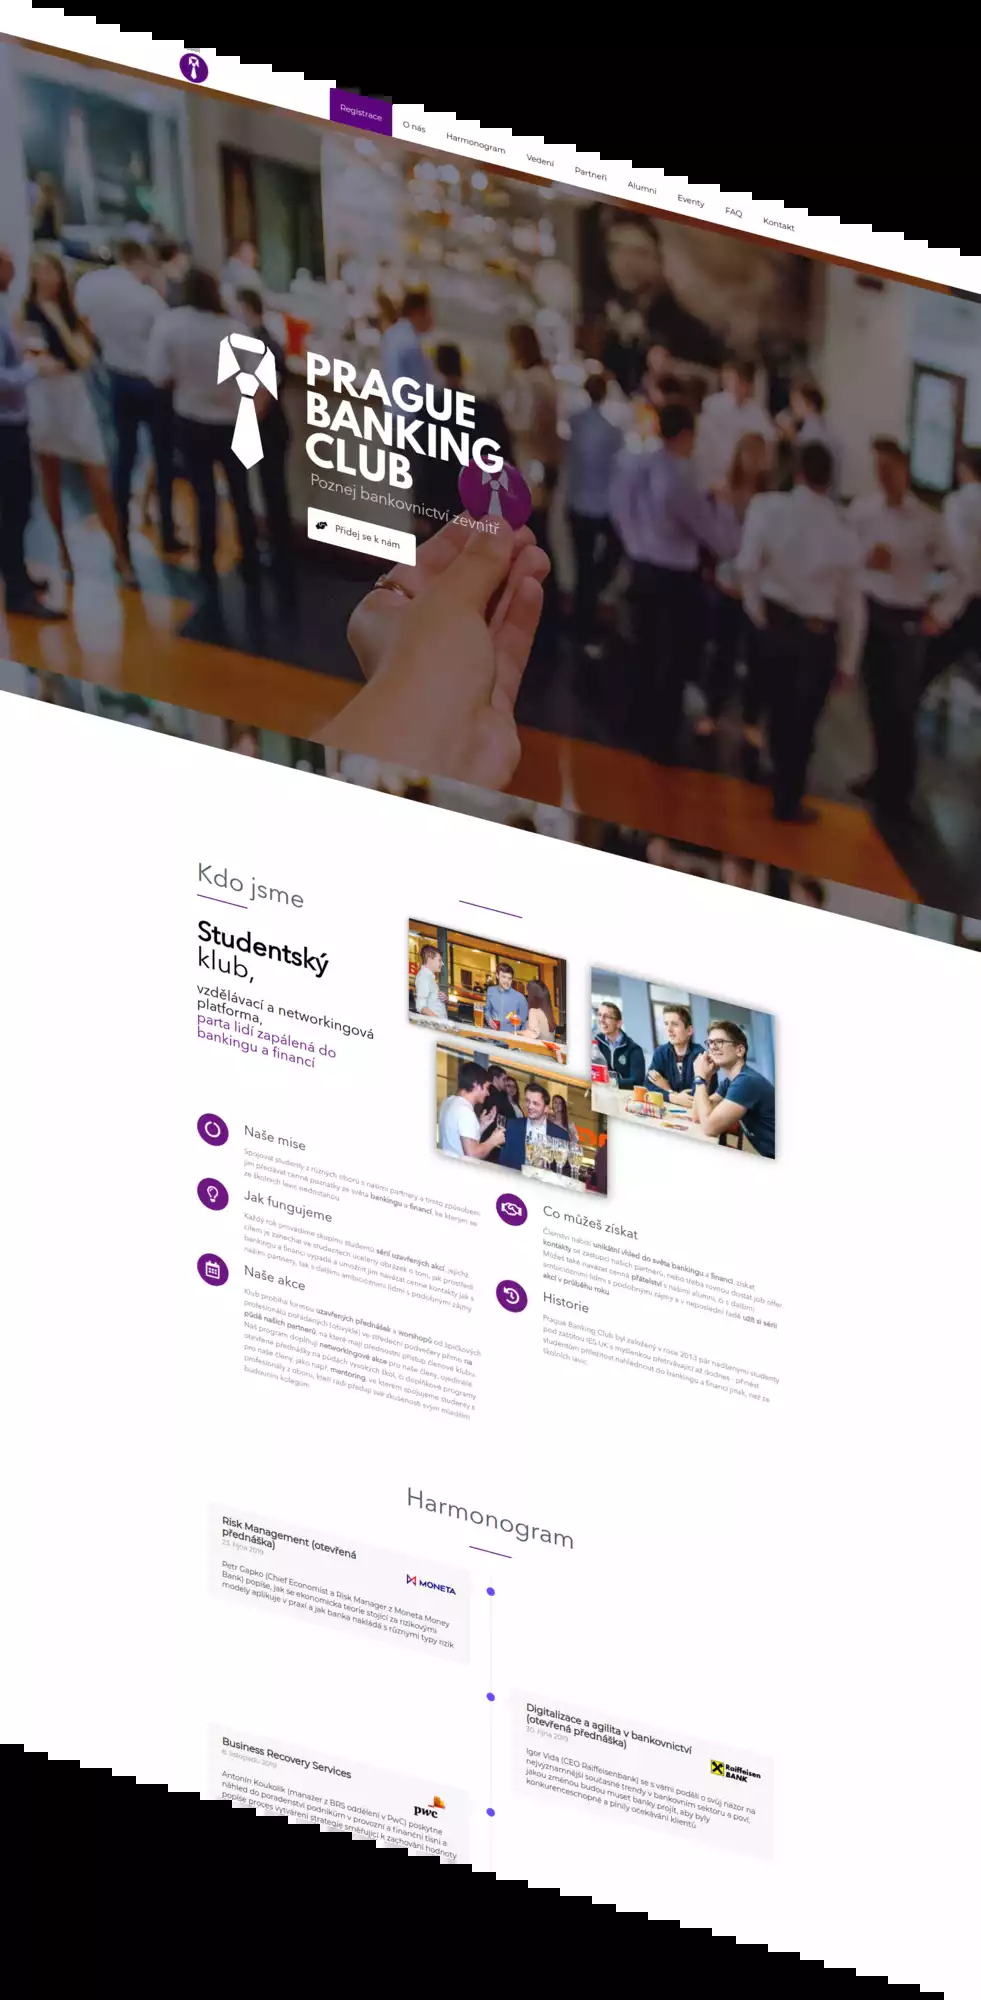 Registrace
O nás
Harmonogram
Vedení
Partneři
Alumni
Eventy
FAQ
Kontakt
PRAGUE
BANKING
CLUB
Poznej bankovnictví zevnitř
Přidej se k nám
Kdo jsme
Studentský
klub,
vzdělávací a networkingová
platforma,
parta lidí zapálená do
bankingu a financí
Naše mise
Spojovat studenty z různých oborů s našimi partnery a tímto způsobem
jim předávat cenné poznatky ze světa bankingu a financí, ke kterým se
ze školních lavic nedostanou.
Jak fungujeme
Každý rok provádíme skupinu studentů sérií uzavřených akcí, jejichž
cílem je zanechat ve studentech ucelený obrázek o tom, jak prostředí
bankingu a financí vypadá a umožnit jim navázat cenné kontakty jak s
našimi partnery, tak s dalšími ambiciózními lidmi s podobnými zájmy.
Naše akce
Klub probíhá formou uzavřených přednášek a worshopů od špičkových
profesionálů pořádaných (obvykle) ve středeční podvečery přímo na
půdě našich partnerů, na které mají přednostní přístup členové klubu.
Náš program doplňují networkingové akce pro naše členy, ojedinělé
otevřené přednášky na půdách vysokých škol, či doplňkové programy
pro naše členy, jako např. mentoring, ve kterém spojujeme studenty s
profesionály z oboru, kteří rádi předají své zkušenosti svým mladším
budoucím kolegům.
Co můžeš získat
Členství nabízí unikátní vhled do světa bankingu a financí, získat
kontakty se zástupci našich partnerů, nebo třeba rovnou dostat job offer.
Můžeš také navázat cenná přátelství s našimi alumni, či s dalšími
ambiciózními lidmi s podobnými zájmy a v neposlední řadě užít si sérii
akcí v průběhu roku.
Historie
Prague Banking Club byl založený v roce 2013 pár nadšenými studenty
pod záštitou IES UK s myšlenkou přetrvávající až dodnes - přinést
studentům příležitost nahlédnout do bankingu a financí jinak, než ze
školních lavic.
Harmonogram
Risk Management (otevřená
přednáška)
23. října 2019
MONETA
Petr Gapko (Chief Economist a Risk Manager z Moneta Money
Bank) popíše, jak se ekonomická teorie stojící za rizikovými
modely aplikuje v praxi a jak banka nakládá s různými typy rizik
Digitalizace a agilita v bankovnictví
(otevřená přednáška)
30. října 2019
Raiffeisen
BANK
Igor Vida (CEO Raiffeisenbank) se s vámi podělí o svůj názor na
nejvýznamnější současné trendy v bankovním sektoru a poví,
jakou změnou budou muset banky projít, aby byly
konkurenceschopné a plnily očekávání klientů
Business Recovery Services
6. listopadu 2019
pwc
Antonín Koukolík (manažer z BRS oddělení v PwC) poskytne
náhled do poradenství podnikům v provozní a finanční tísni a
popíše proces vytváření strategie směřující k zachování hodnoty